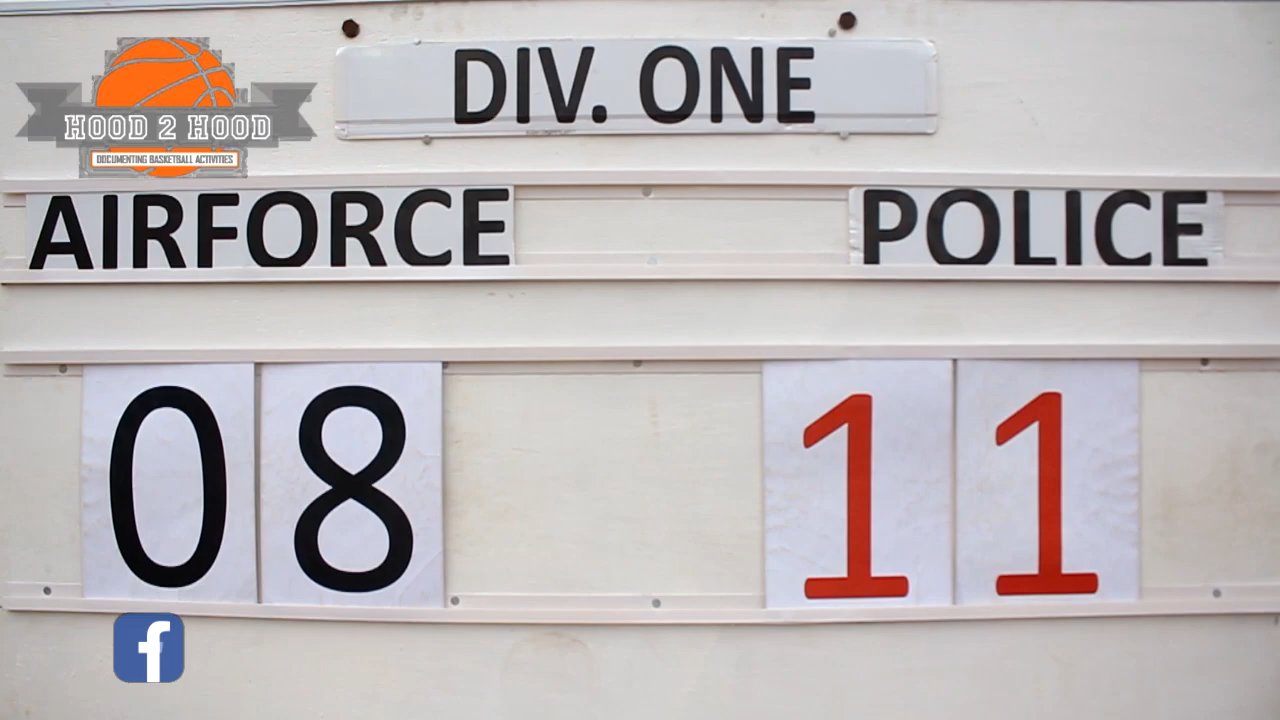 DIV. ONE
HOOD 2 HOOD
DOCUMENTING BASKETBALL ACTIVITIES
AIRFORCE POLICE
08 11
f